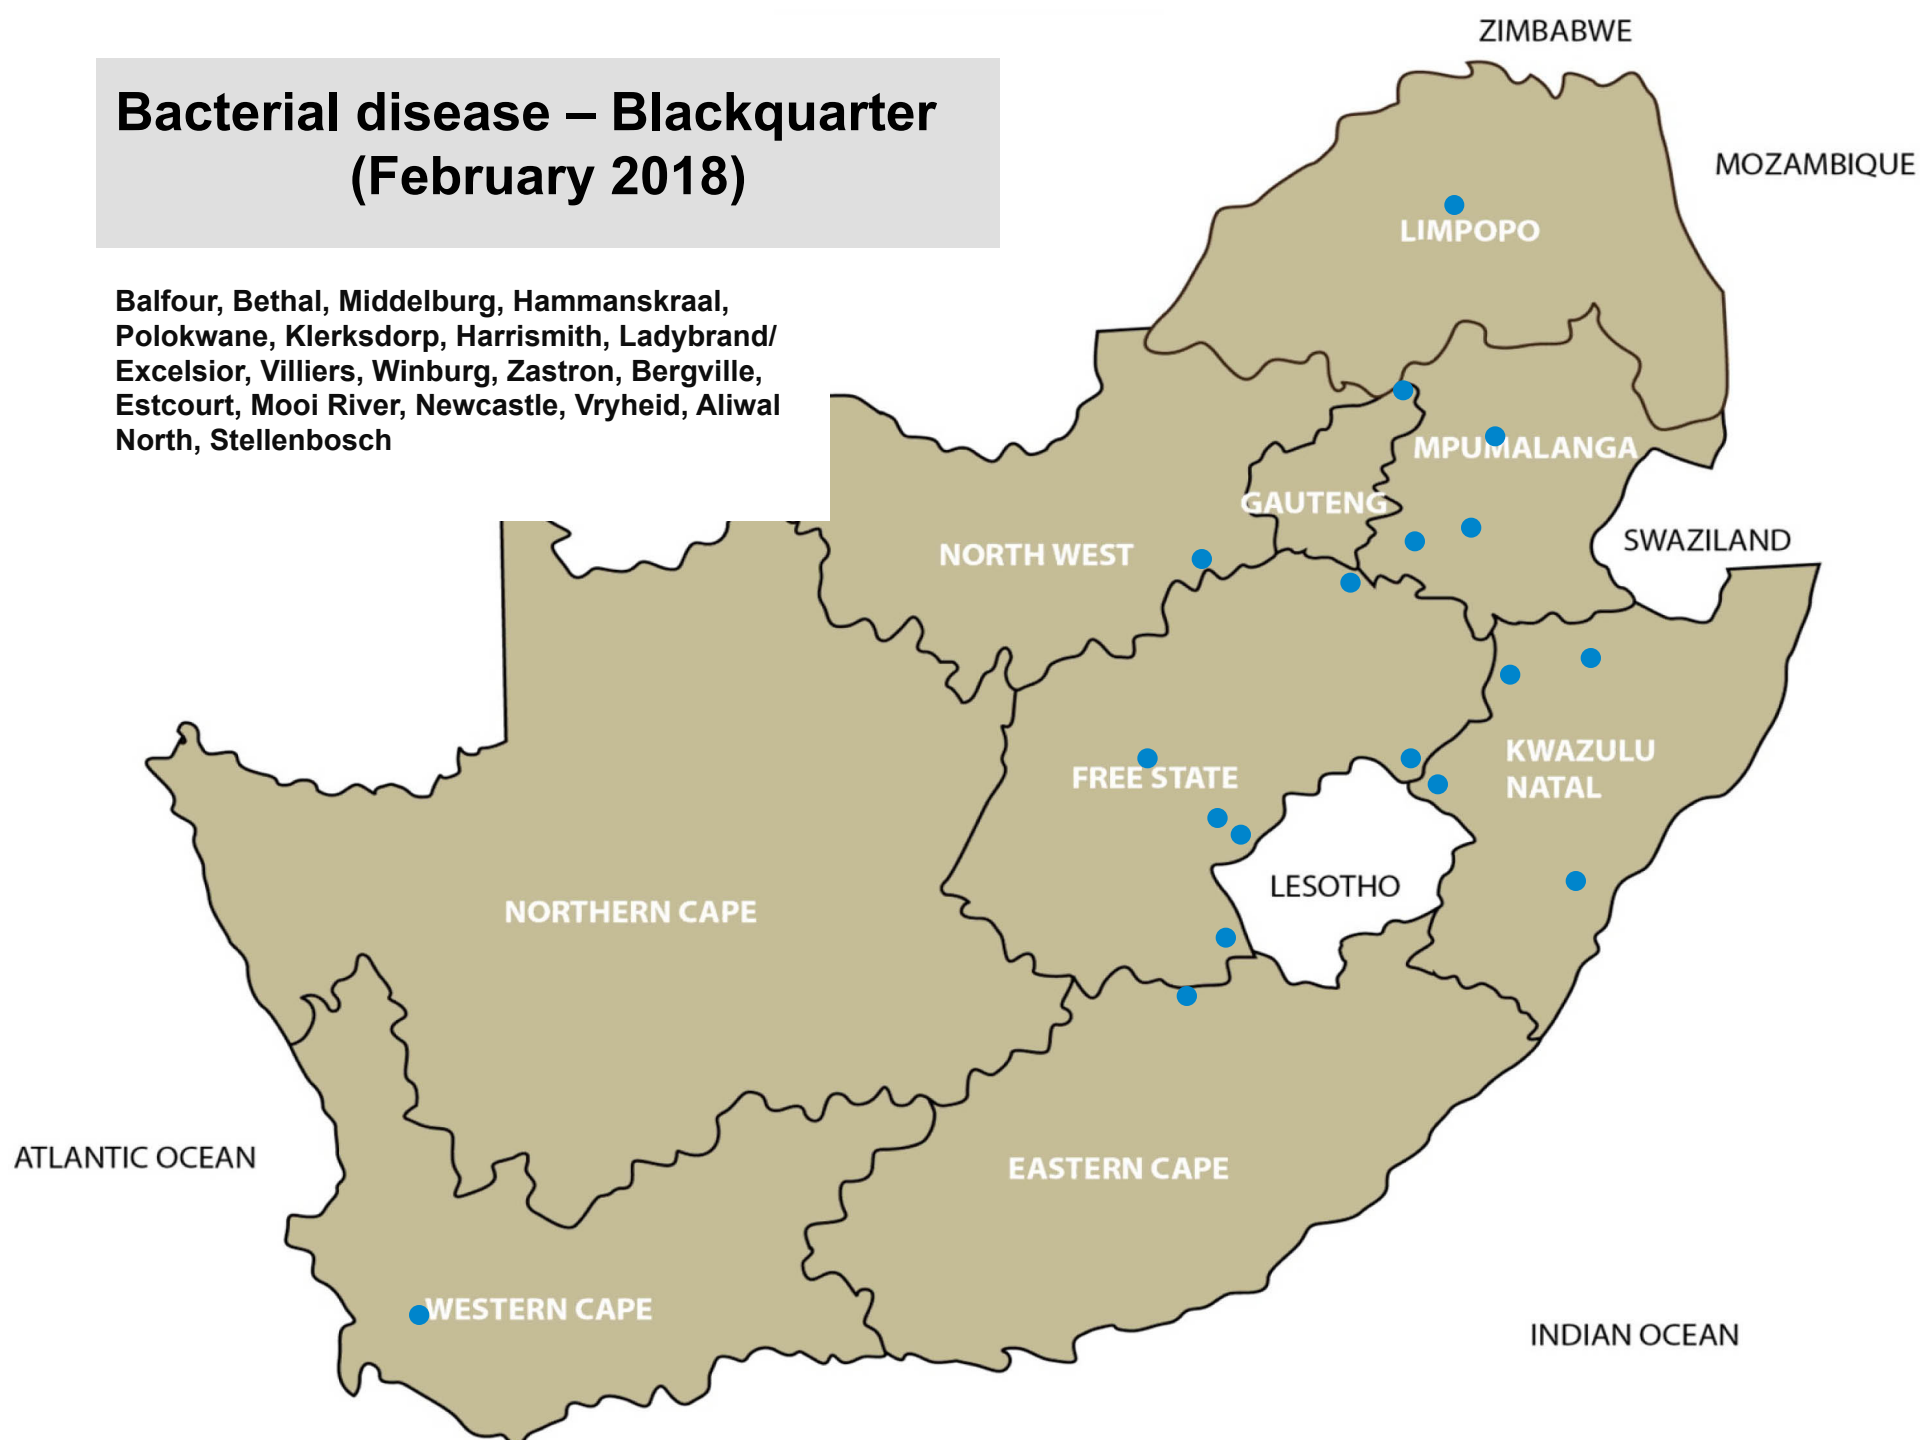 ZIMBABWE
Bacterial disease – Blackquarter
(February 2018)
MOZAMBIQUE
LIMPOPO
Balfour, Bethal, Middelburg, Hammanskraal,
Polokwane, Klerksdorp, Harrismith, Ladybrand/
Excelsior, Villiers, Winburg, Zastron, Bergville,
Estcourt, Mooi River, Newcastle, Vryheid, Aliwal
North, Stellenbosch
MPUMALANGA
GAUTENG
SWAZILAND
NORTH WEST
KWAZULU
NATAL
FREE STATE
LESOTHO
NORTHERN CAPE
ATLANTIC OCEAN
EASTERN CAPE
WESTERN CAPE
INDIAN OCEAN